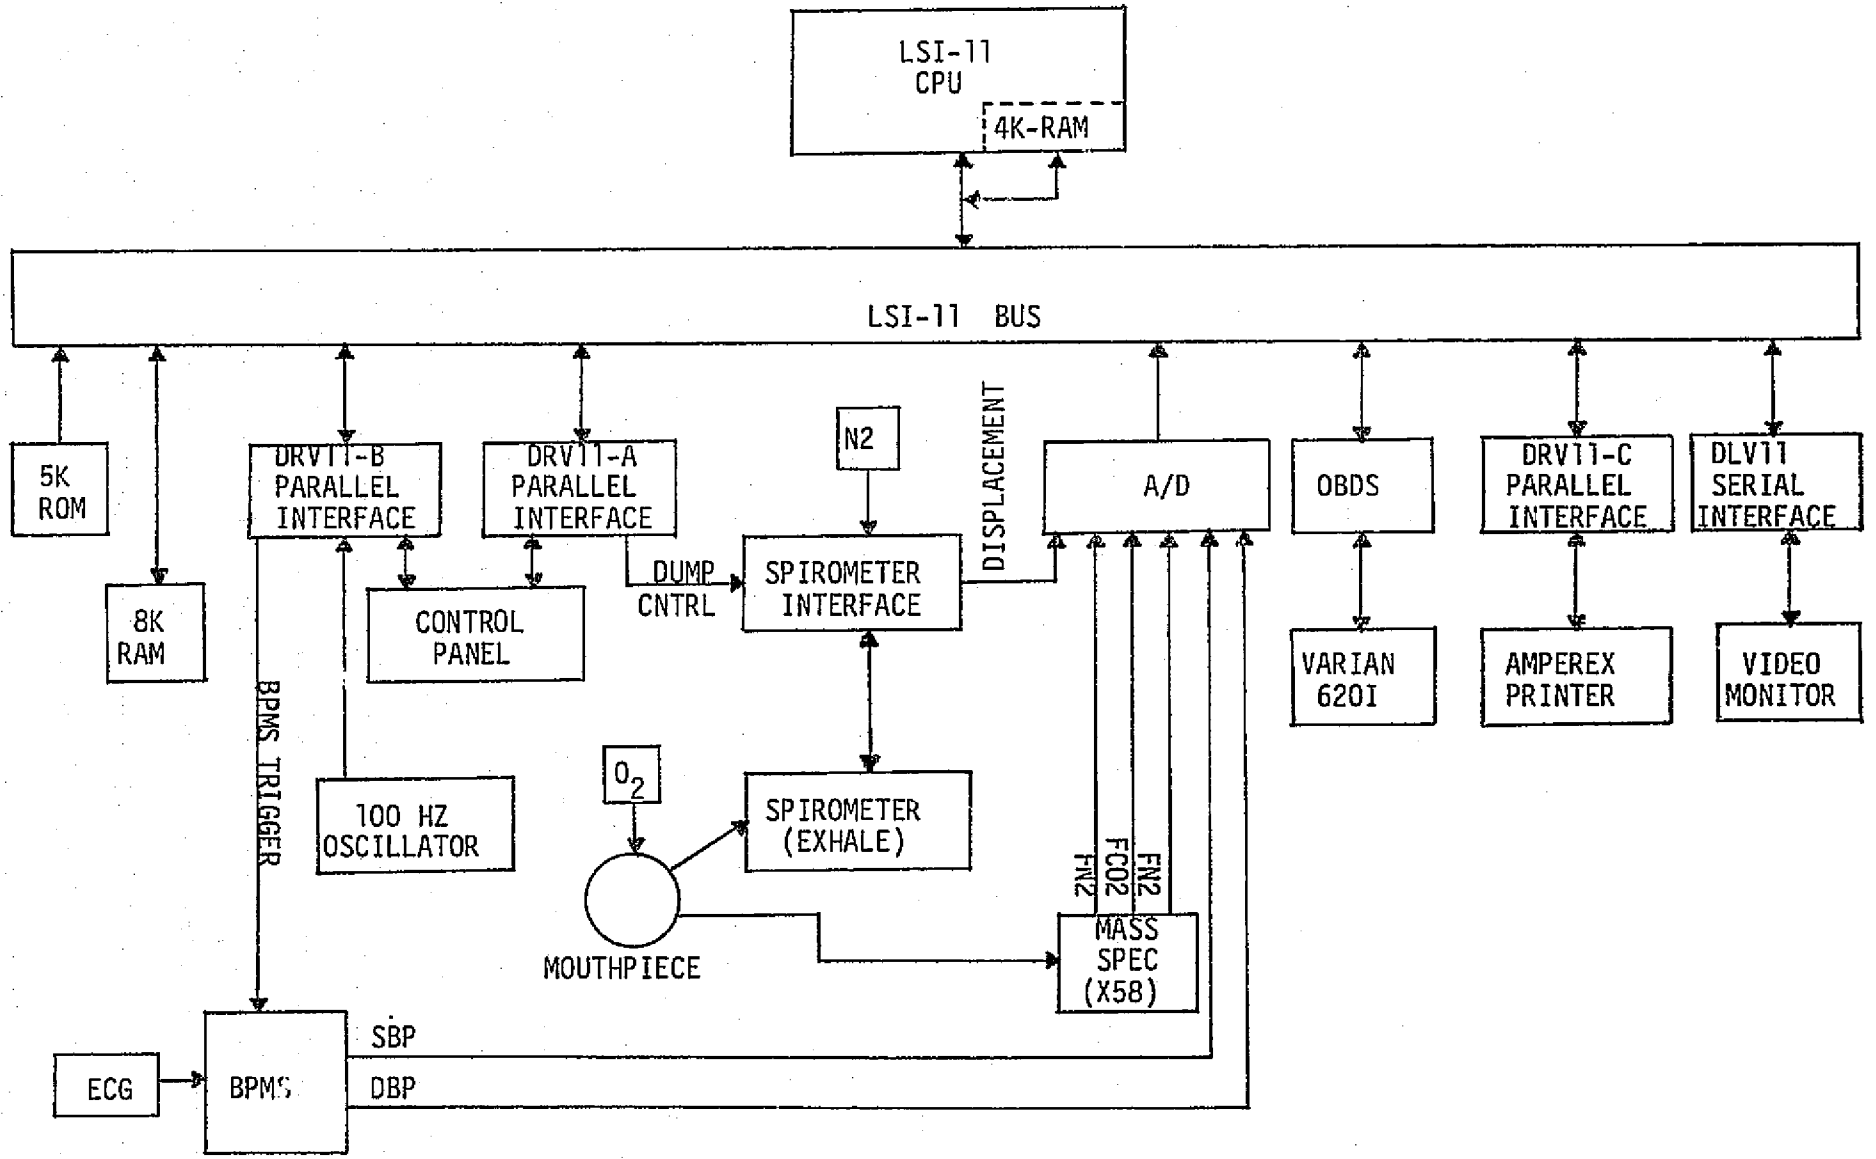 LSI-11
CPU
4K-RAM
LSI-11 BUS
5K
ROM
8K
RAM
DRV11-B
PARALLEL
INTERFACE
DRV11-A
PARALLEL
INTERFACE
N2
DISPLACEMENT
A/D
OBDS
DRV11-C
PARALLEL
INTERFACE
DLV11
SERIAL
INTERFACE
CONTROL
PANEL
DUMP
CNTRL
SPIROMETER
INTERFACE
VARIAN
620I
AMPEREX
PRINTER
VIDEO
MONITOR
BPMS TRIGGER
100 HZ
OSCILLATOR
O2
SPIROMETER
(EXHALE)
MOUTHPIECE
FN2
FCO2
FN2
MASS
SPEC
(X58)
ECG
BPMS
SBP
DBP